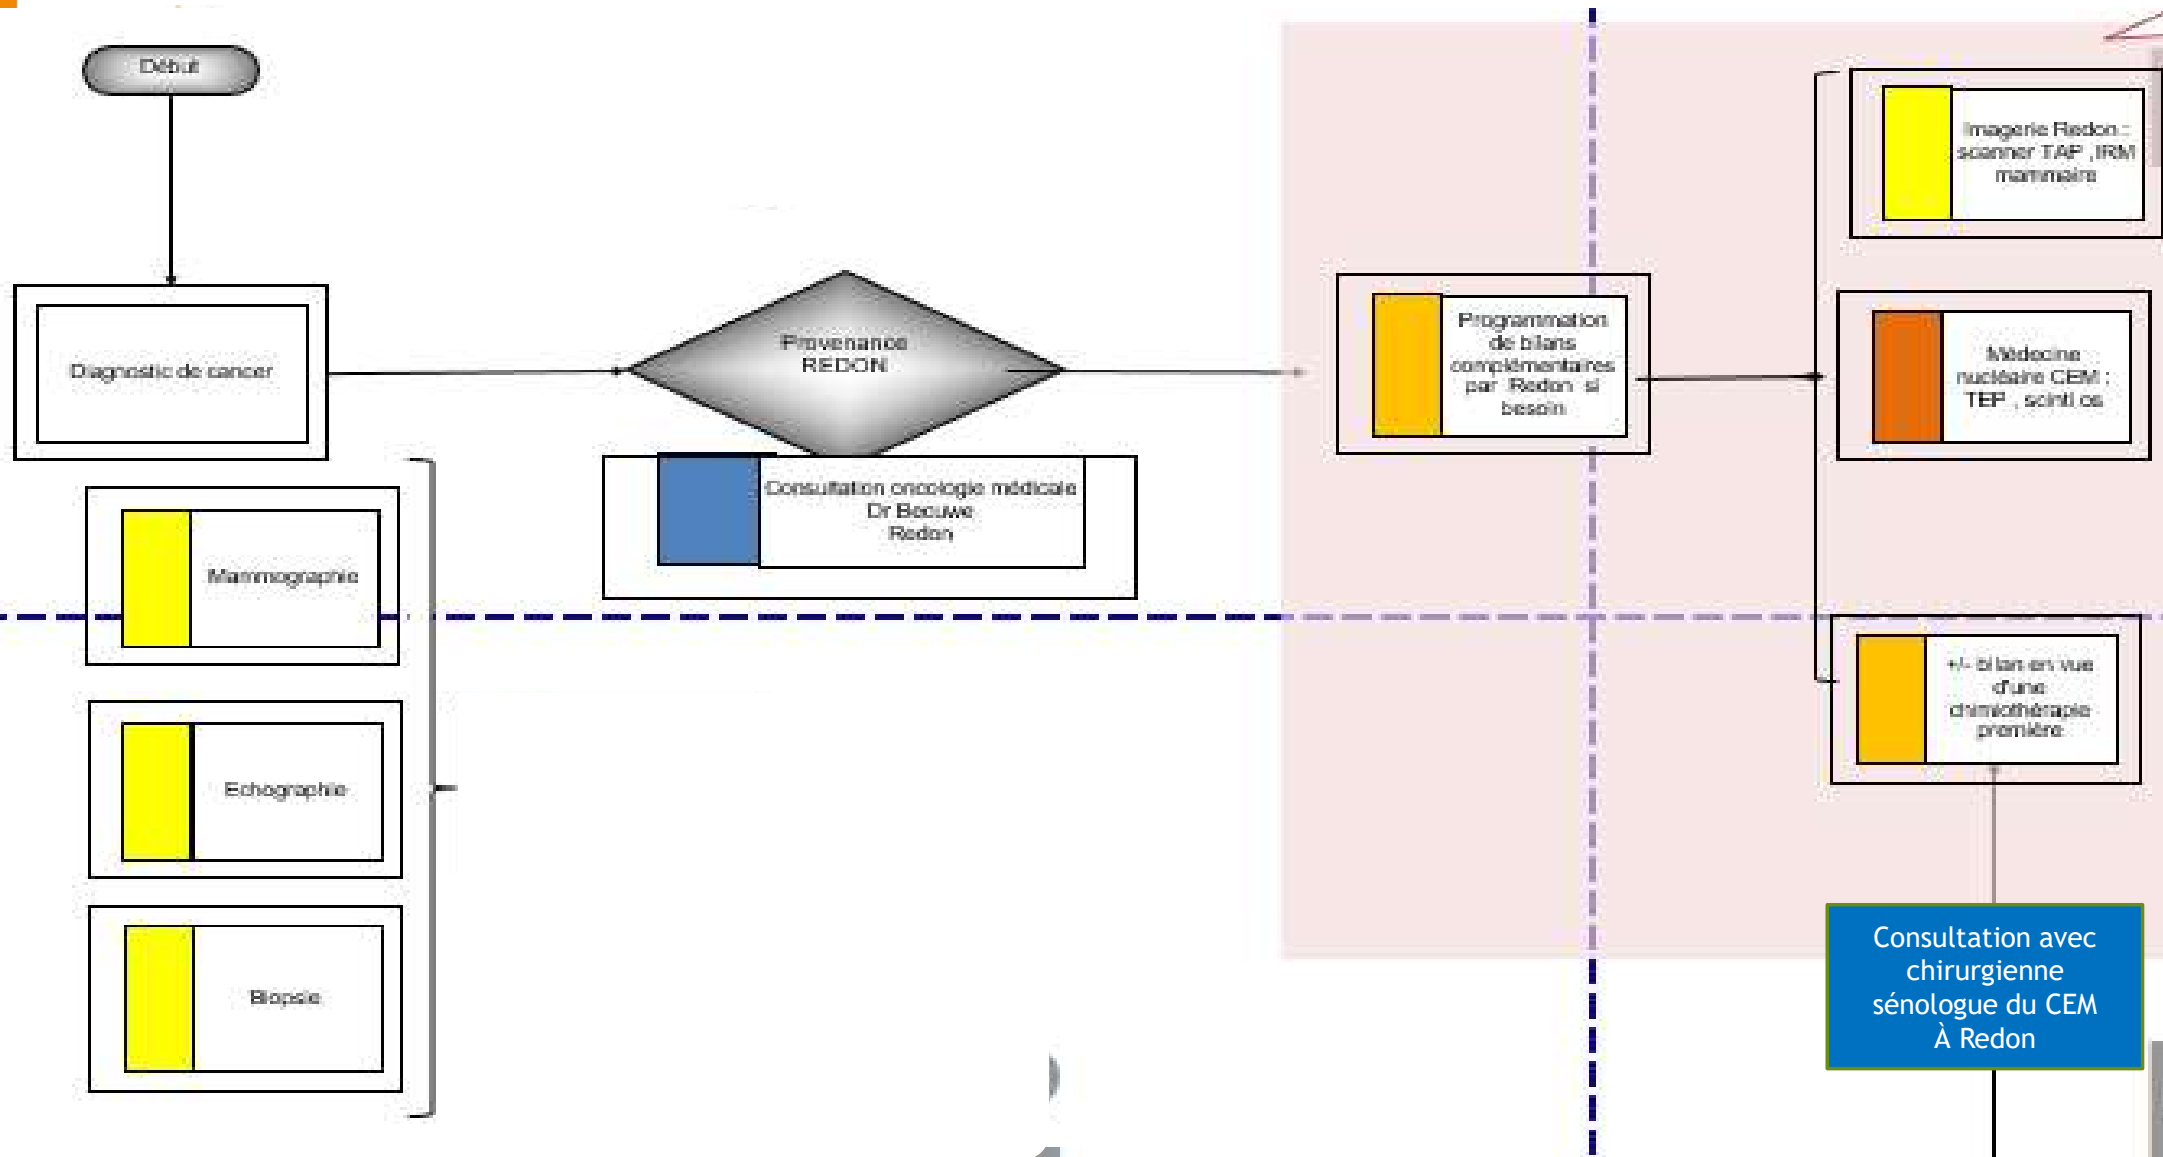 Début
Diagnostic de cancer
Mammographie
Echographie
Biopsie
Provenance
REDON
Consultation oncologie médicale
Dr Becuwe
Redon
Programmation
de bilans
complémentaires
par Redon si
besoin
Imagerie Redon :
scanner TAP ,IRM
mammaire
Médecine
nucléaire CEM :
TEP , scinti os
+/- bilan en vue
d'une
chimiothérapie
première
Consultation avec
chirurgienne
sénologue du CEM
À Redon